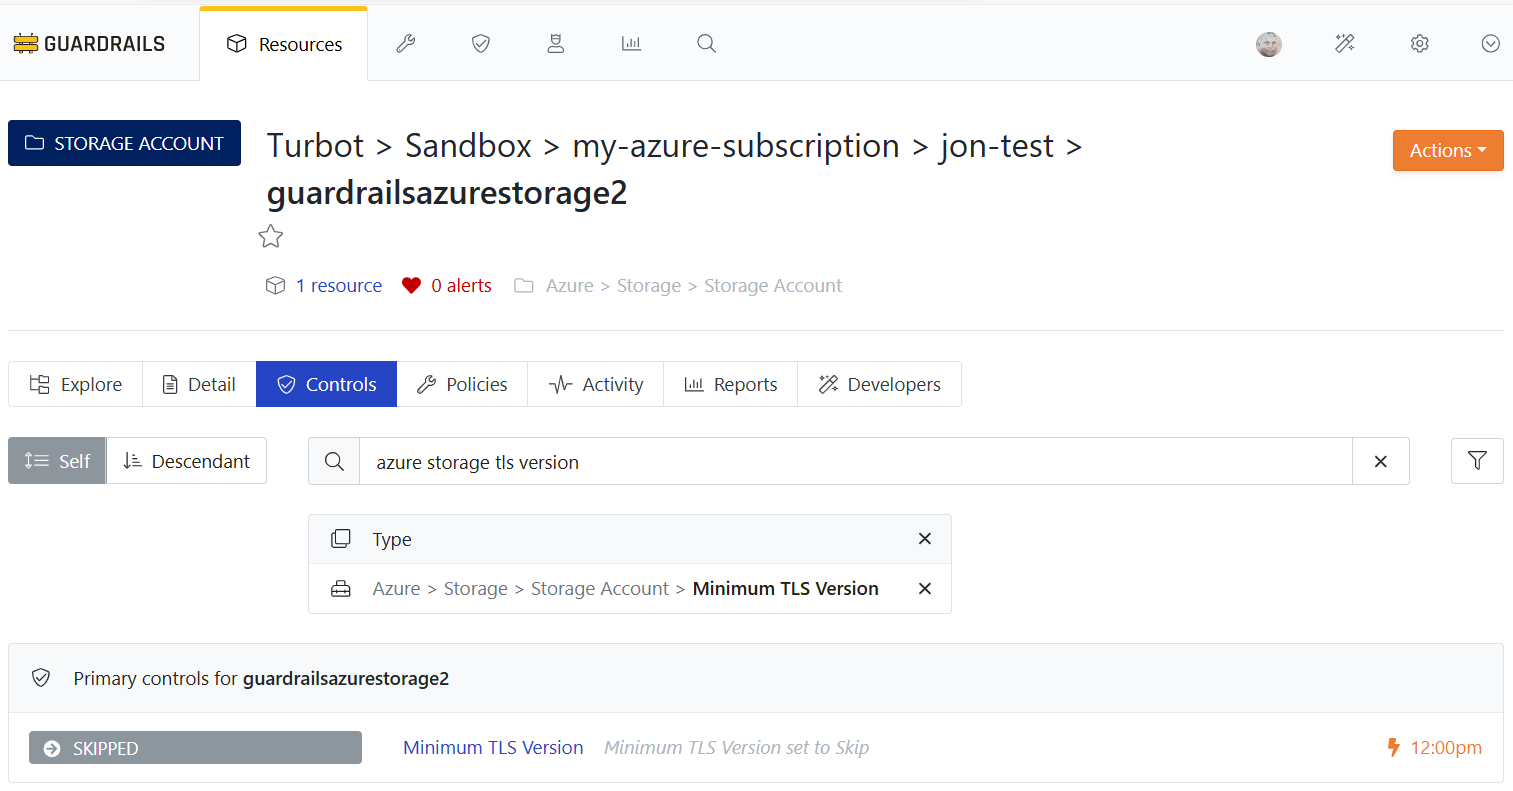 GUARDRAILS Resources
STORAGE ACCOUNT Turbot > Sandbox > my-azure-subscription > jon-test > Actions
guardrailsazurestorage2
1 resource 0 alerts Azure > Storage > Storage Account
Explore Detail Controls Policies Activity Reports Developers
Self Descendant azure storage tls version
Type
Azure > Storage > Storage Account > Minimum TLS Version
Primary controls for guardrailsazurestorage2
SKIPPED Minimum TLS Version Minimum TLS Version set to Skip 12:00pm